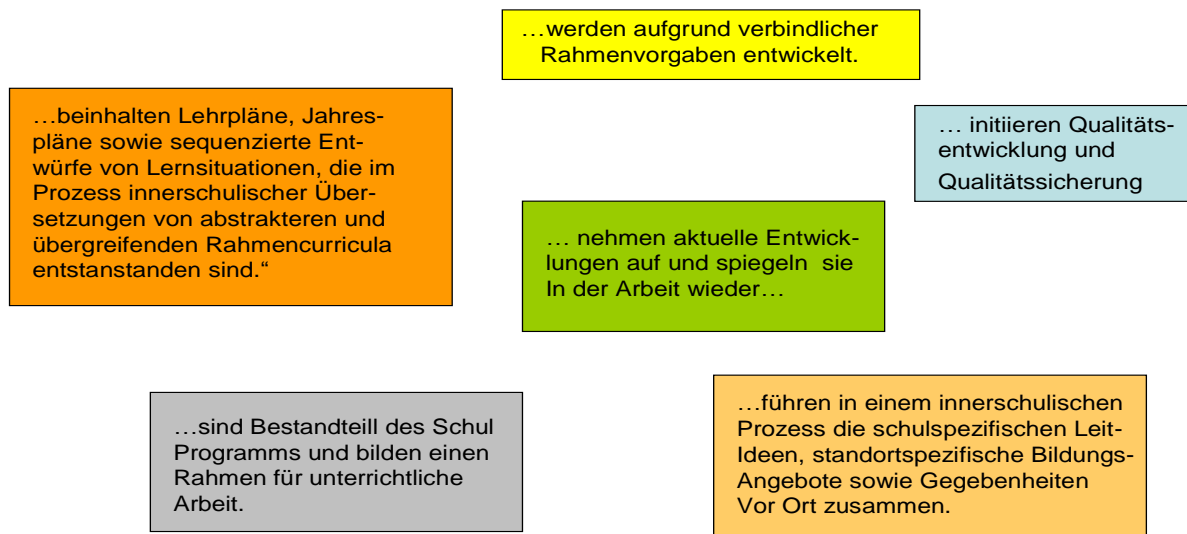 …werden aufgrund verbindlicher
Rahmenvorgaben entwickelt.
…beinhalten Lehrpläne, Jahres-
pläne sowie sequenzierte Ent-
würfe von Lernsituationen, die im
Prozess innerschulischer Über-
setzungen von abstrakteren und
übergreifenden Rahmencurricula
entstanstanden sind.“
… initiieren Qualitäts-
entwicklung und
Qualitätssicherung
… nehmen aktuelle Entwick-
lungen auf und spiegeln sie
In der Arbeit wieder…
…sind Bestandteill des Schul
Programms und bilden einen
Rahmen für unterrichtliche
Arbeit.
…führen in einem innerschulischen
Prozess die schulspezifischen Leit-
Ideen, standortspezifische Bildungs-
Angebote sowie Gegebenheiten
Vor Ort zusammen.